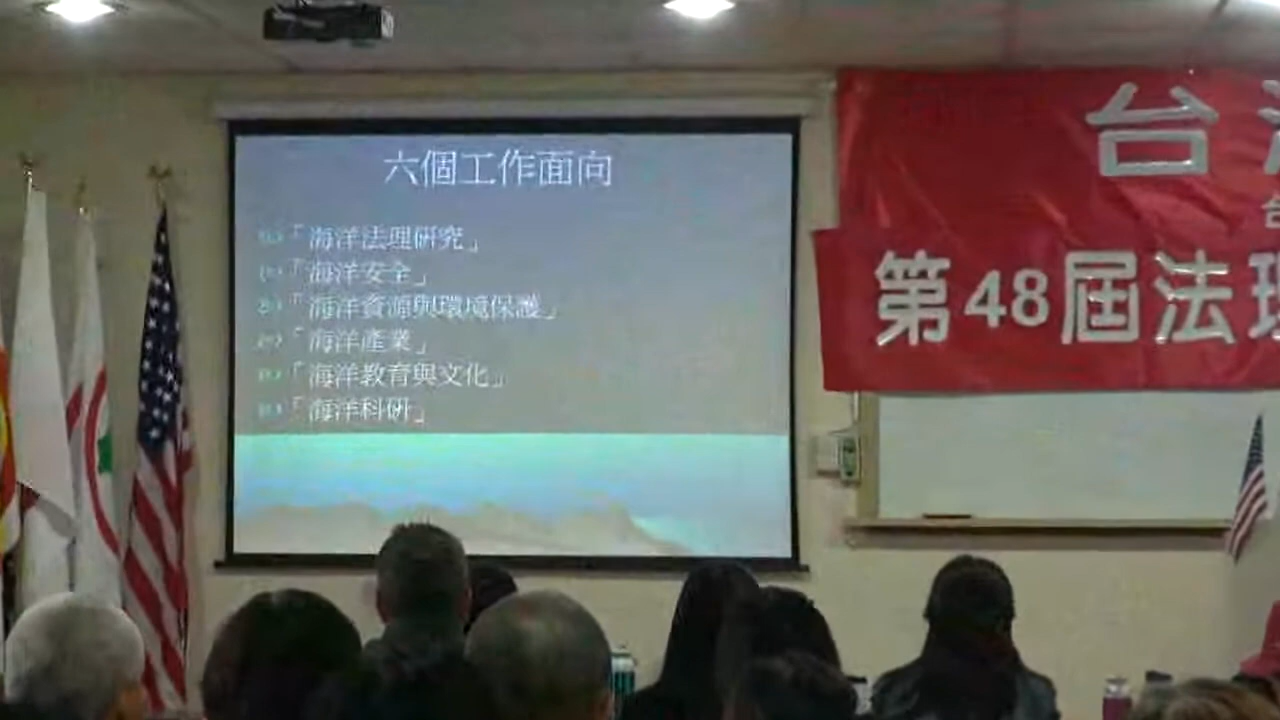 六個工作面向
「海洋法理研究」
「海洋安全」
「海洋資源與環境保護」
「海洋產業」
「海洋教育與文化」
「海洋科研」
台
第48屆法理